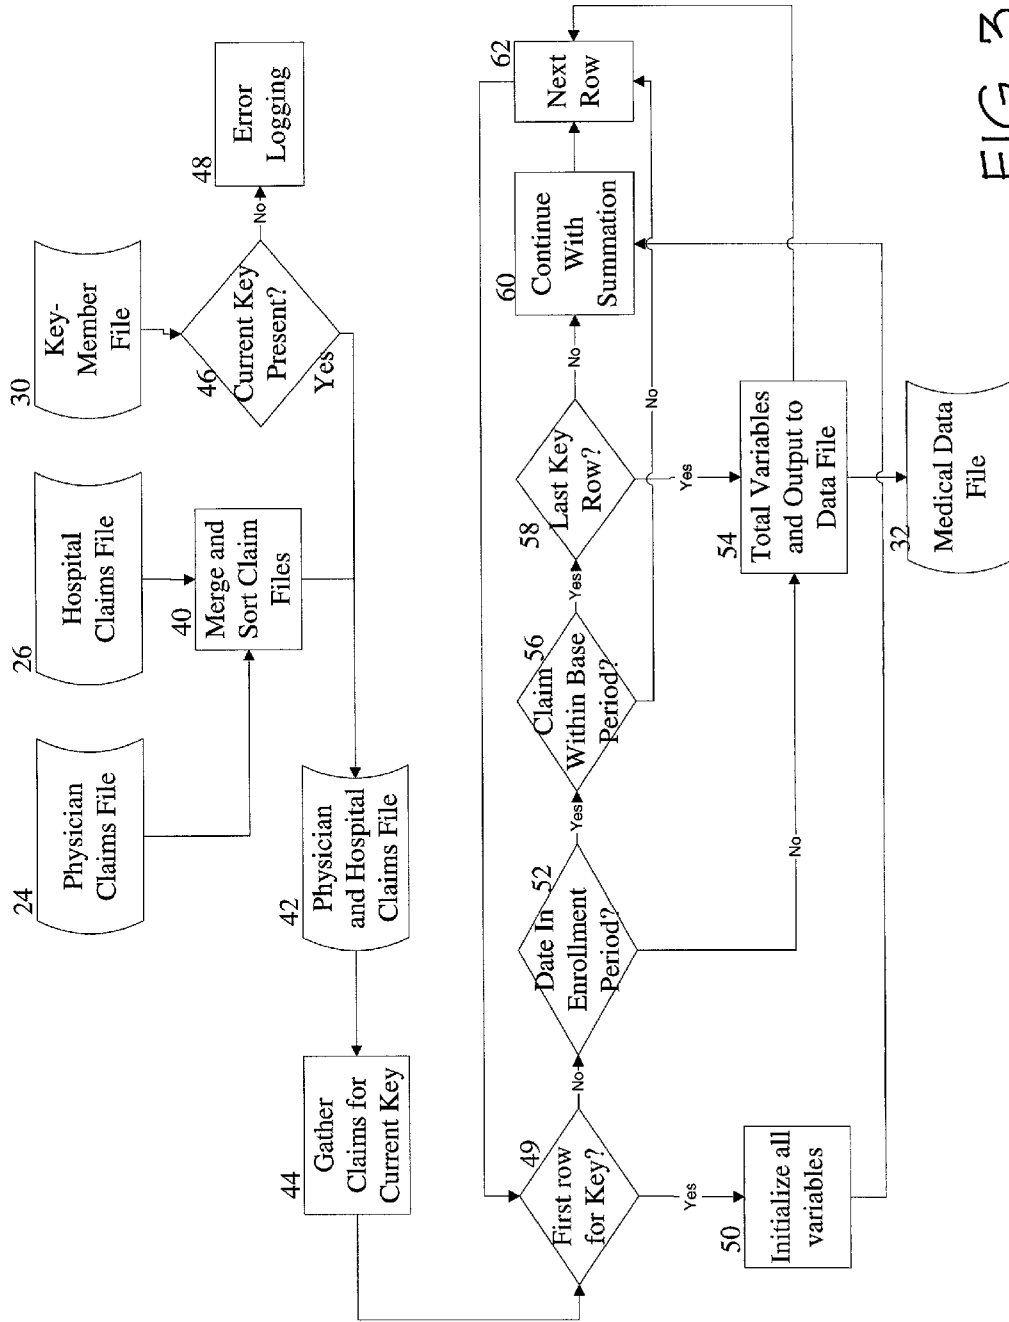 24
Physician
Claims File
26
Hospital
Claims File
30
Key-
Member
File
40
Merge and
Sort Claim
Files
46
Current Key
Present?
No
Yes
48
Error
Logging
42
Physician
and Hospital
Claims File
44
Gather
Claims for
Current Key
49
First row
for Key?
No
Yes
50
Initialize all
variables
52
Date In
Enrollment
Period?
Yes
No
56
Claim
Within Base
Period?
Yes
No
58
Last Key
Row?
No
Yes
60
Continue
With
Summation
62
Next
Row
54
Total Variables
and Output to
Data File
32
Medical Data
File
FIG 3